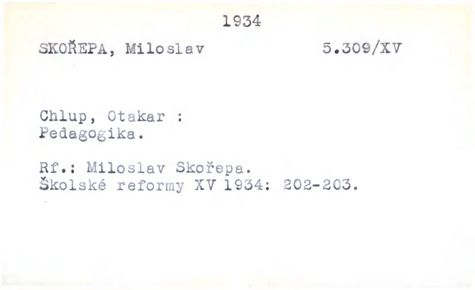 1934
SKOŘEPA, Miloslav 5.309/XV
Chlup, Otakar :
Pedagogika.
Rf.: Miloslav Skořepa.
Školské reformy XV 1934: 202-203.